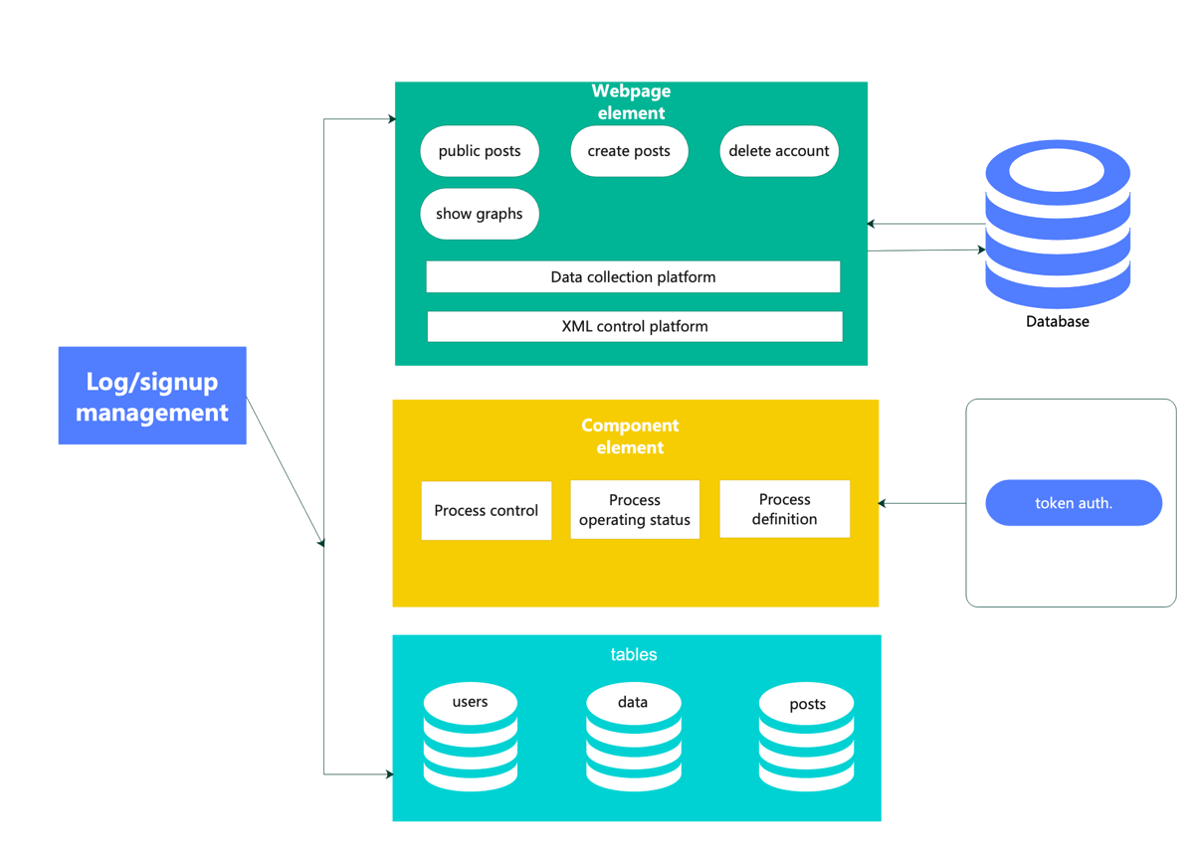 Webpage
element
public posts
create posts
delete account
show graphs
Data collection platform
XML control platform
Database
Log/signup
management
Component
element
Process control
Process
operating status
Process
definition
token auth.
tables
users
data
posts